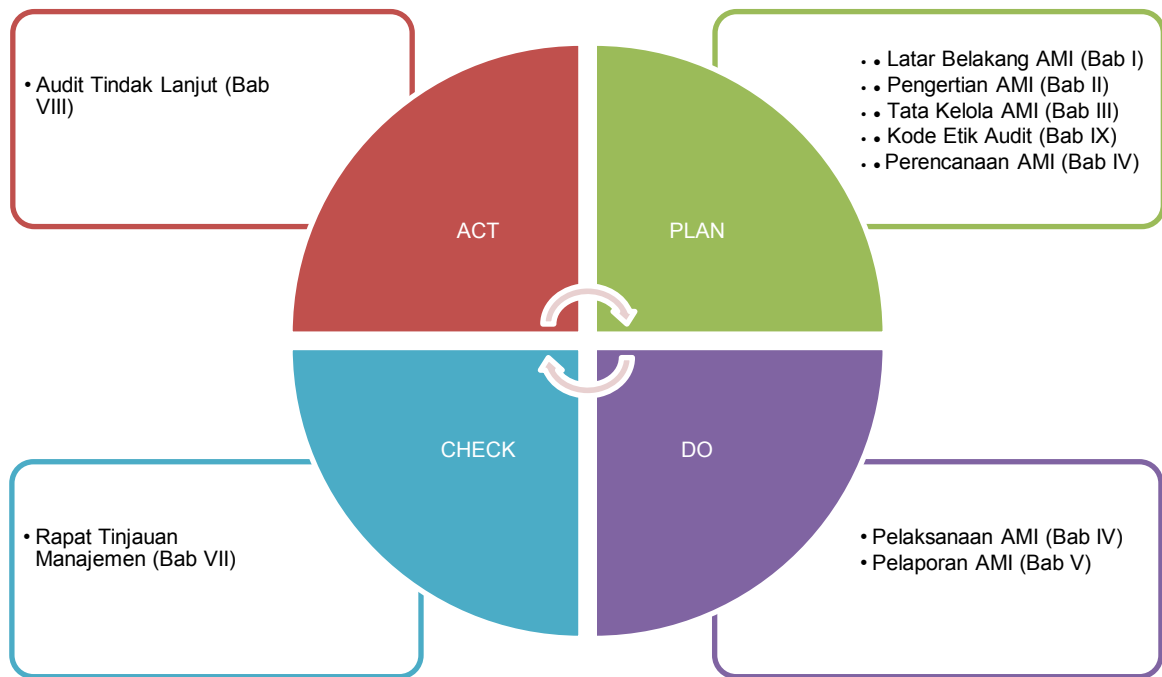 • Audit Tindak Lanjut (Bab
VIII)
• • Latar Belakang AMI (Bab I)
• • Pengertian AMI (Bab II)
• • Tata Kelola AMI (Bab III)
• • Kode Etik Audit (Bab IX)
• • Perencanaan AMI (Bab IV)
ACT
PLAN
CHECK
DO
• Rapat Tinjauan
Manajemen (Bab VII)
• Pelaksanaan AMI (Bab IV)
• Pelaporan AMI (Bab V)